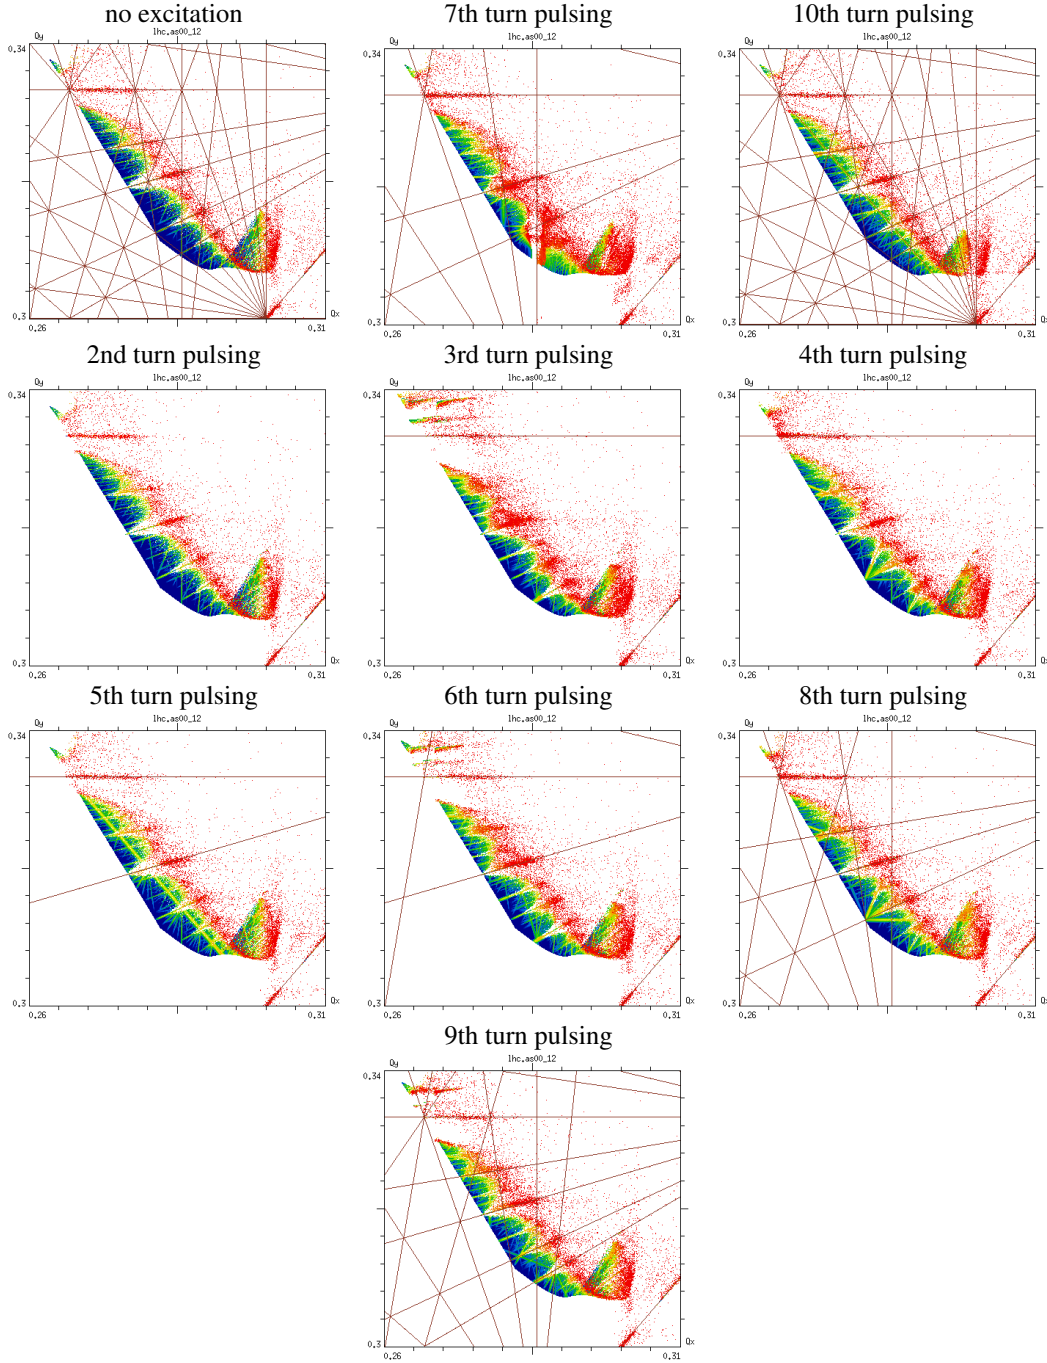 no excitation
7th turn pulsing
10th turn pulsing
Qy
lhc.as00_12
Qy
lhc.as00_12
Qy
lhc.as00_12
0.34
0.34
0.34
0.3
Qx
0.3
Qx
0.3
0.26
0.31
0.26
0.31
0.26
0.31
2nd turn pulsing
3rd turn pulsing
4th turn pulsing
Qy
lhc.as00_12
Qy
lhc.as00_12
Qy
lhc.as00_12
0.34
0.34
0.34
0.3
Qx
0.3
Qx
0.3
0.26
0.31
0.26
0.31
0.26
0.31
5th turn pulsing
6th turn pulsing
8th turn pulsing
Qy
lhc.as00_12
Qy
lhc.as00_12
Qy
lhc.as00_12
0.34
0.34
0.34
0.3
Qx
0.3
Qx
0.3
0.26
0.31
0.26
0.31
0.26
0.31
9th turn pulsing
Qy
lhc.as00_12
0.34
0.3
Qx
0.26
0.31